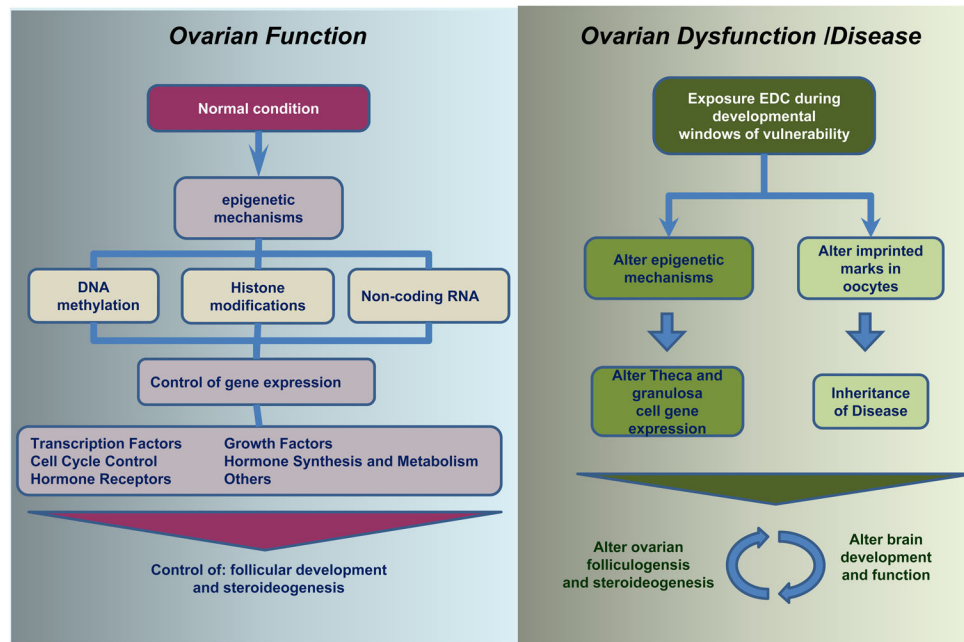 Ovarian Function
Normal condition
epigenetic
mechanisms
DNA
methylation
Histone
modifications
Non-coding RNA
Control of gene expression
Transcription Factors
Cell Cycle Control
Hormone Receptors
Growth Factors
Hormone Synthesis and Metabolism
Others
Control of: follicular development
and steroideogenesis
Ovarian Dysfunction /Disease
Exposure EDC during
developmental
windows of vulnerability
Alter epigenetic
mechanisms
Alter imprinted
marks in
oocytes
Alter Theca and
granulosa
cell gene
expression
Inheritance
of Disease
Alter ovarian
folliculogensis
and steroideogenesis
Alter brain
development
and function